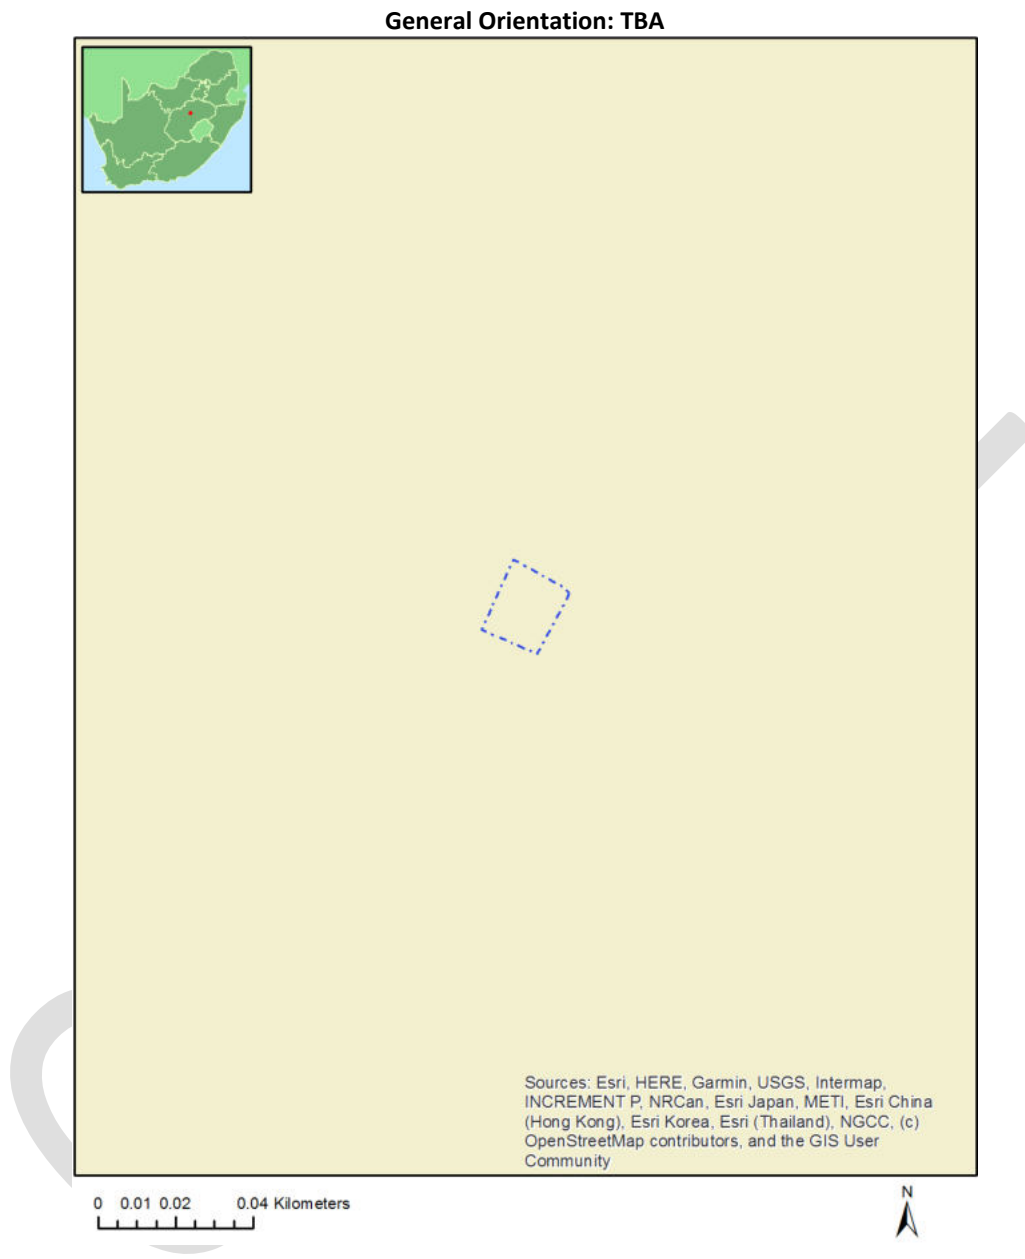 General Orientation: TBA
Sources: Esri, HERE, Garmin, USGS, Intermap,
INCREMENT P, NRCan, Esri Japan, METI, Esri China
(Hong Kong), Esri Korea, Esri (Thailand), NGCC, (c)
OpenStreetMap contributors, and the GIS User
Community
0 0.01 0.02 0.04 Kilometers
N